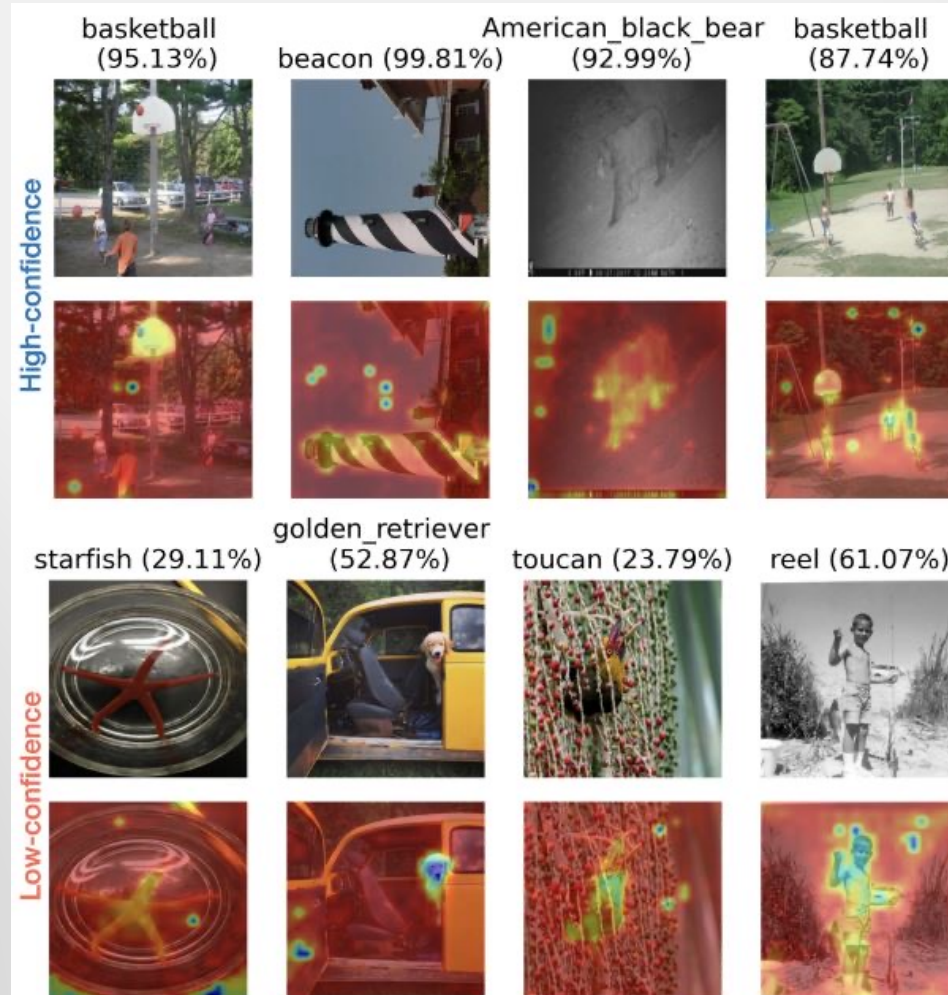 basketball
(95.13%)
beacon (99.81%)
American_black_bear
(92.99%)
basketball
(87.74%)
High-confidence
starfish (29.11%)
golden_retriever
(52.87%)
toucan (23.79%)
reel (61.07%)
Low-confidence